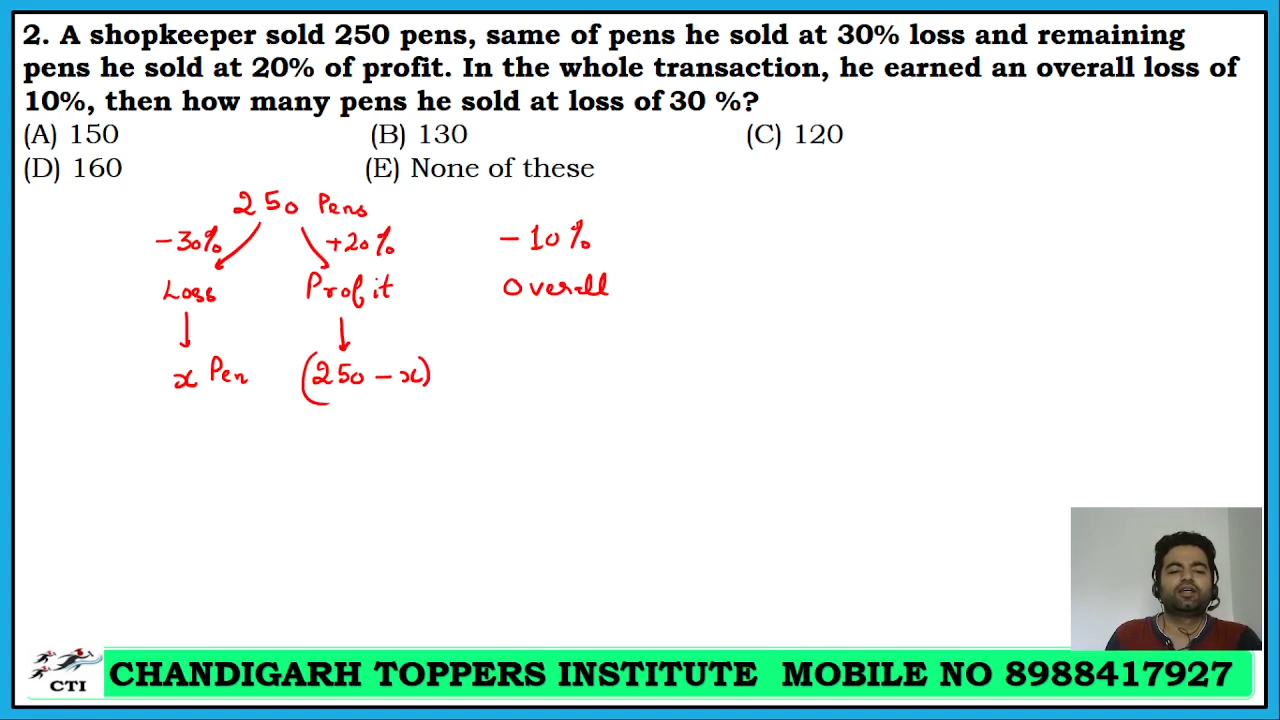 2. A shopkeeper sold 250 pens, same of pens he sold at 30% loss and remaining
pens he sold at 20% of profit. In the whole transaction, he earned an overall loss of
10%, then how many pens he sold at loss of 30 %?
(A) 150 (B) 130 (C) 120
(D) 160 (E) None of these
250 Pens
-30% +20% -10%
Loss Profit Overall
x Pen (250-x)
CTI
CHANDIGARH TOPPERS INSTITUTE MOBILE NO 8988417927